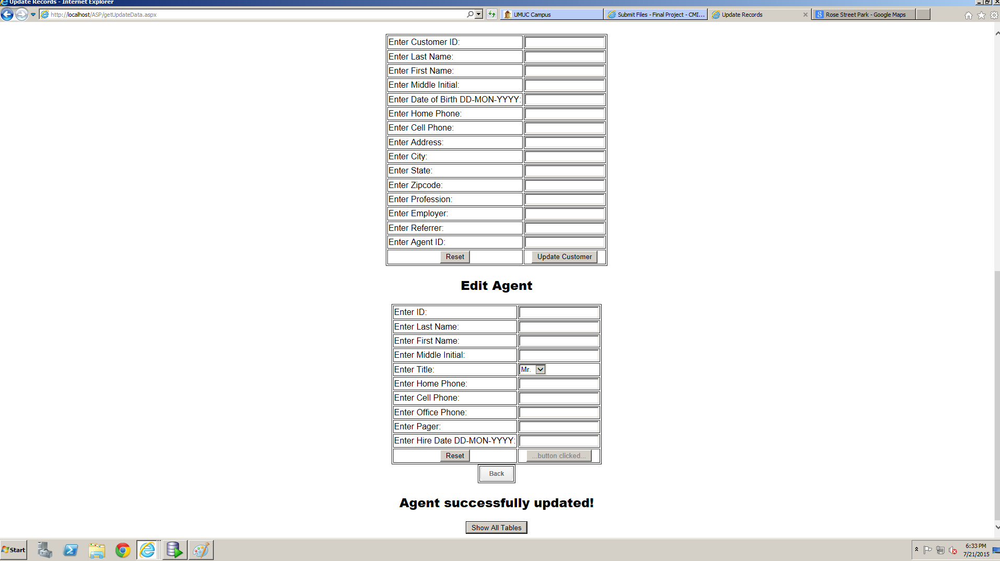 Update Records - Internet Explorer
http://localhost/ASP/getUpdateData.aspx
UMUC Campus
Submit Files - Final Project - CMI...
Update Records
Rose Street Park - Google Maps
Enter Customer ID:
Enter Last Name:
Enter First Name:
Enter Middle Initial:
Enter Date of Birth DD-MON-YYYY:
Enter Home Phone:
Enter Cell Phone:
Enter Address:
Enter City:
Enter State:
Enter Zipcode:
Enter Profession:
Enter Employer:
Enter Referrer:
Enter Agent ID:
Reset Update Customer
Edit Agent
Enter ID:
Enter Last Name:
Enter First Name:
Enter Middle Initial:
Enter Title: Mr.
Enter Home Phone:
Enter Cell Phone:
Enter Office Phone:
Enter Pager:
Enter Hire Date DD-MON-YYYY:
Reset ...button clicked...
Back
Agent successfully updated!
Show All Tables
Start
6:33 PM
7/21/2015